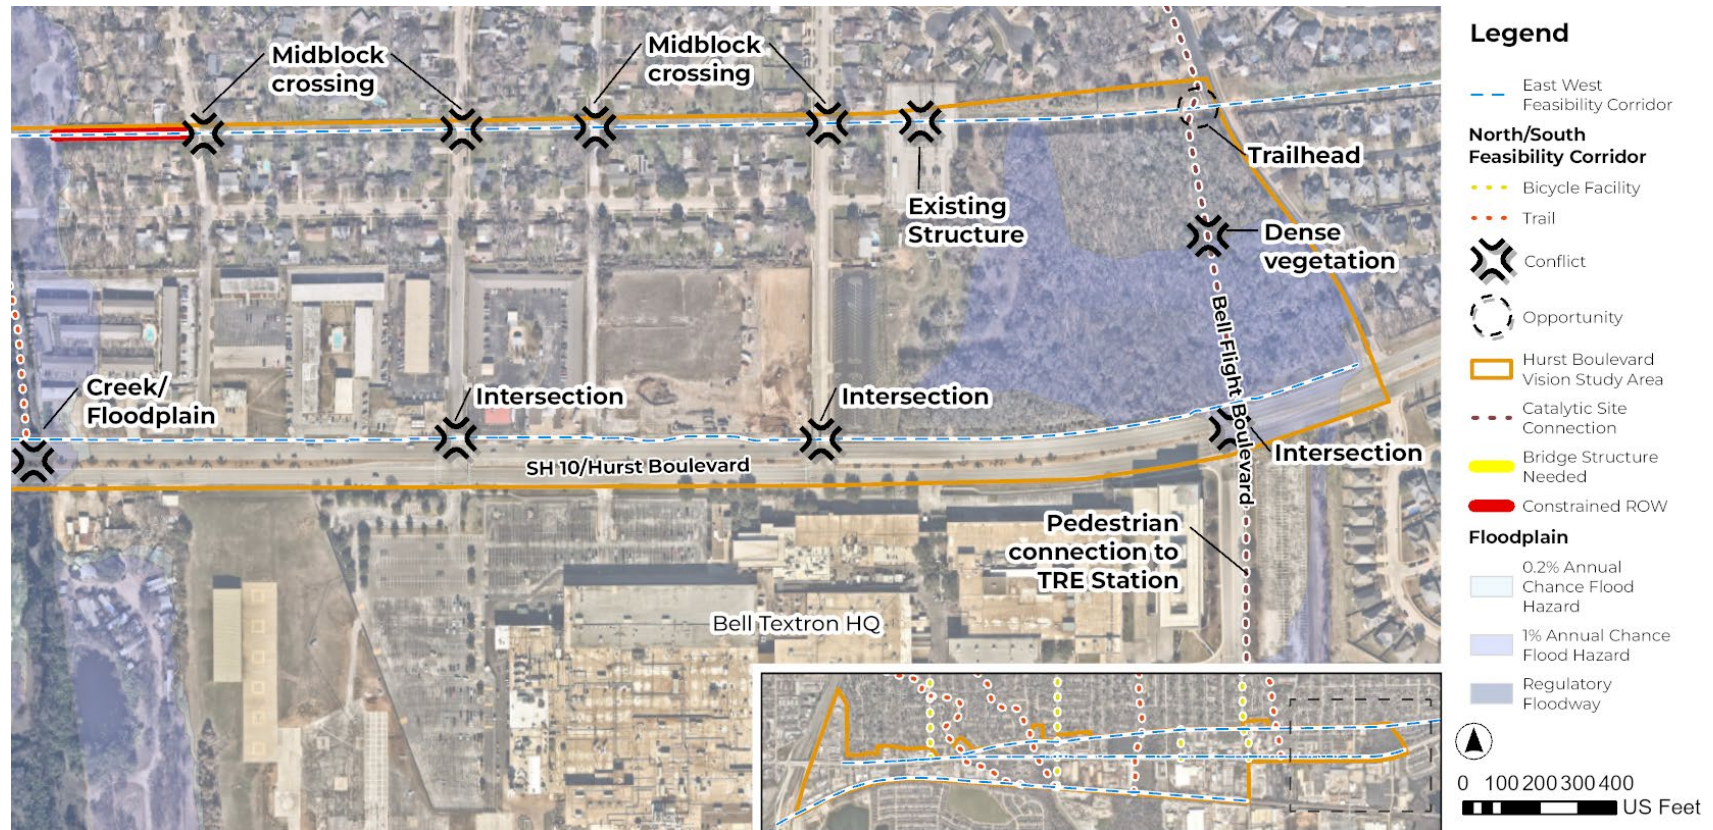 Midblock
crossing
Midblock
crossing
Trailhead
Existing
Structure
Dense
vegetation
Bell Flight Boulevard
Creek/
Floodplain
Intersection
Intersection
Intersection
SH 10/Hurst Boulevard
Pedestrian
connection to
TRE Station
Bell Textron HQ
Legend
East West
Feasibility Corridor
North/South
Feasibility Corridor
Bicycle Facility
Trail
Conflict
Opportunity
Hurst Boulevard
Vision Study Area
Catalytic Site
Connection
Bridge Structure
Needed
Constrained ROW
Floodplain
0.2% Annual
Chance Flood
Hazard
1% Annual Chance
Flood Hazard
Regulatory
Floodway
0 100 200 300 400
US Feet